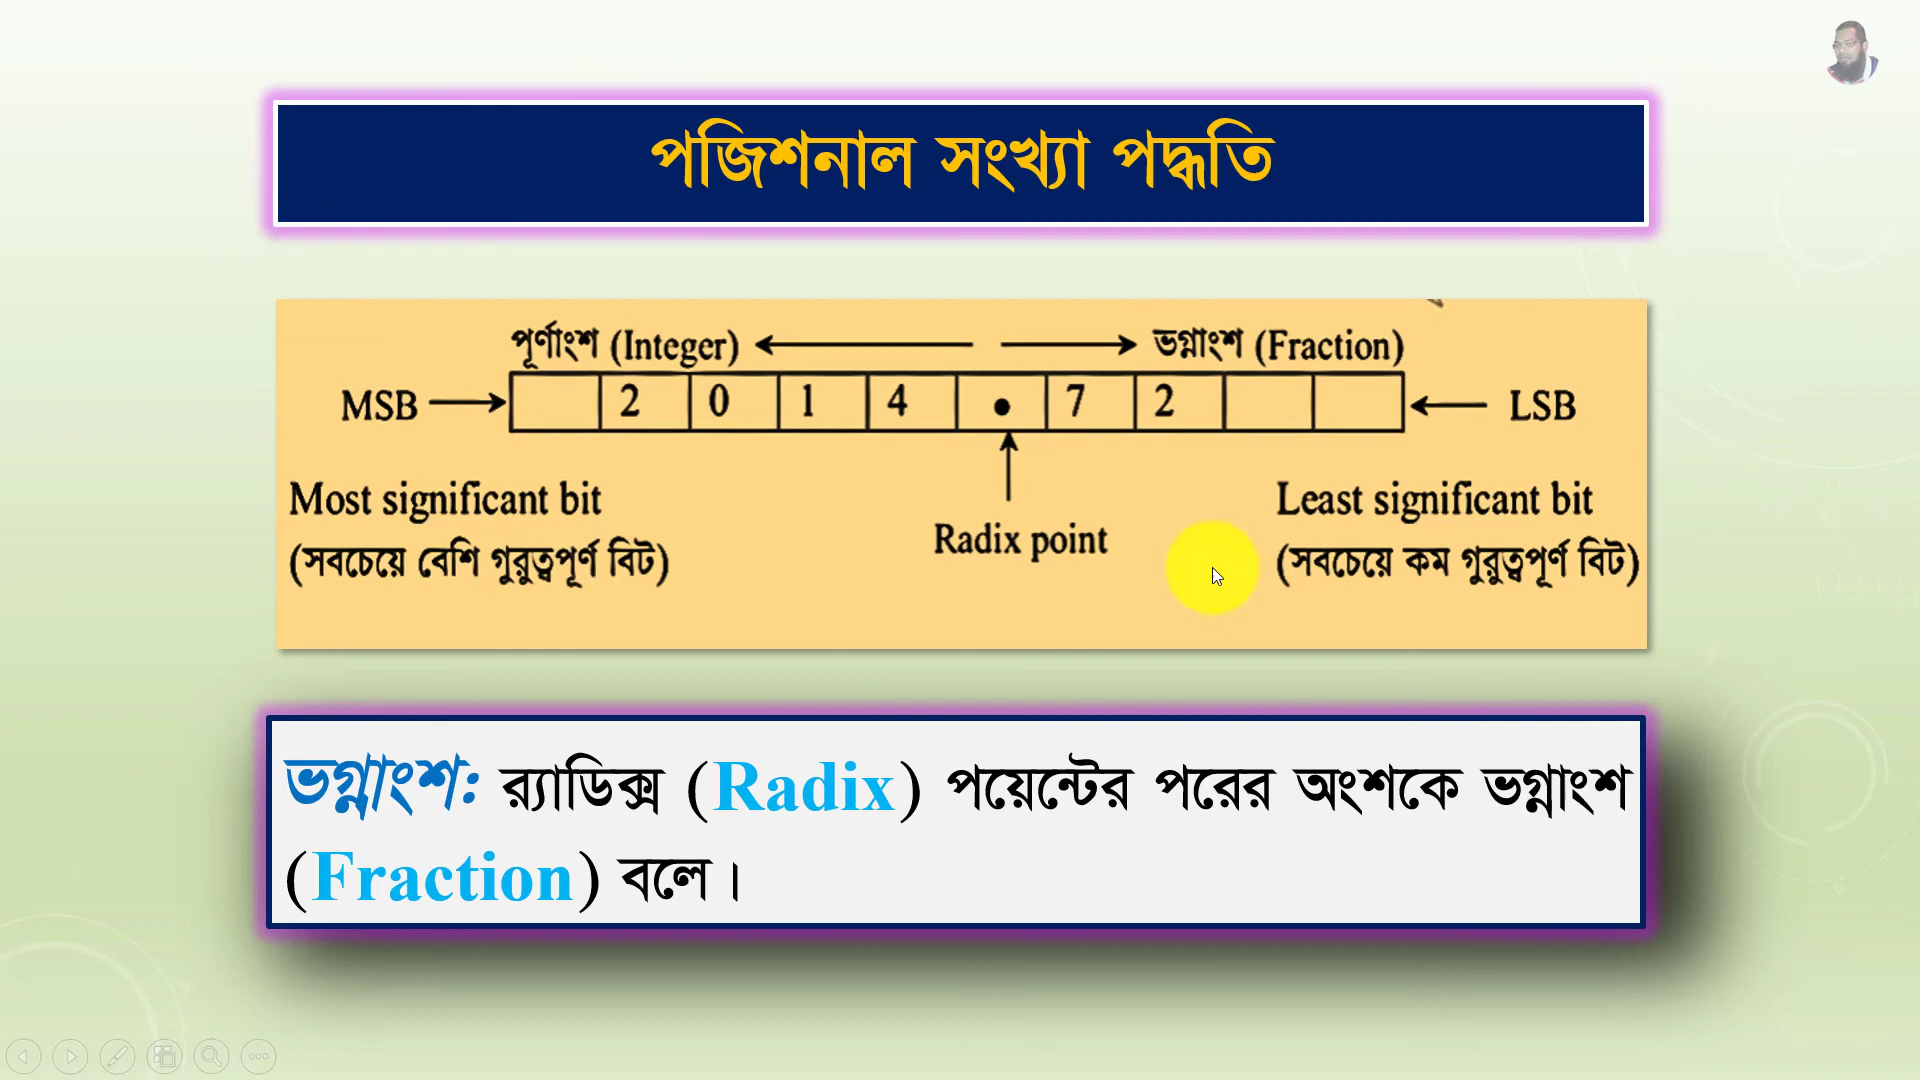 পজিশনাল সংখ্যা পদ্ধতি
পূর্ণাংশ (Integer) ভগ্নাংশ (Fraction)
MSB 2 0 1 4 • 7 2 LSB
Most significant bit Least significant bit
Radix point
(সবচেয়ে বেশি গুরুত্বপূর্ণ বিট) (সবচেয়ে কম গুরুত্বপূর্ণ বিট)
ভগ্নাংশ: র‍্যাডিক্স (Radix) পয়েন্টের পরের অংশকে ভগ্নাংশ
(Fraction) বলে।